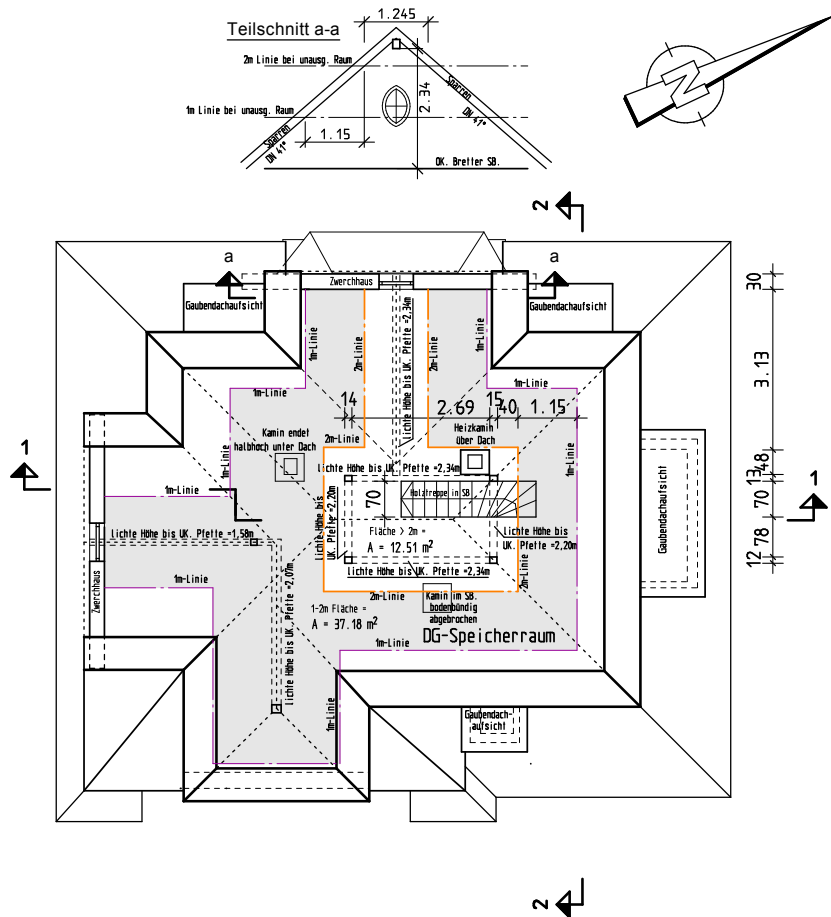 Teilschnitt a-a
1.245
2m Linie bei unausg. Raum
1m Linie bei unausg. Raum
Sparren
DN 41°
Sparren
DN 41°
2.34
1.15
OK. Bretter SB.
N
2
a
a
Zwerchhaus
Gaubendachaufsicht
Gaubendachaufsicht
30
3.13
48
13
70
78
12
1m-Linie
2m-Linie
Lichte Höhe bis UK. Pfette=2,34m
2m-Linie
1m-Linie
1m-Linie
1m-Linie
14
2.69
15
40
1.15
Kamin endet
halbhoch unter Dach
2m-Linie
Heizkamin
über Dach
1m-Linie
1m-Linie
1
1
lichte Höhe bis UK. Pfette=2,34m
1m-Linie
70
Holztreppe in SB
Lichte Höhe bis
UK. Pfette=2,20m
Fläche > 2m =
A = 12.51 m²
Lichte Höhe bis
UK. Pfette=2,20m
Lichte Höhe bis UK. Pfette=1,58m
lichte Höhe bis UK. Pfette=2,34m
Gaubendachaufsicht
Zwerchhaus
1m-Linie
Lichte Höhe bis UK. Pfette=2,07m
2m-Linie
2m-Linie
Kamin im SB.
bodenbündig
abgebrochen
1-2m Fläche =
A = 37.18 m²
DG-Speicherraum
1m-Linie
1m-Linie
1m-Linie
Gaubendach-
aufsicht
2